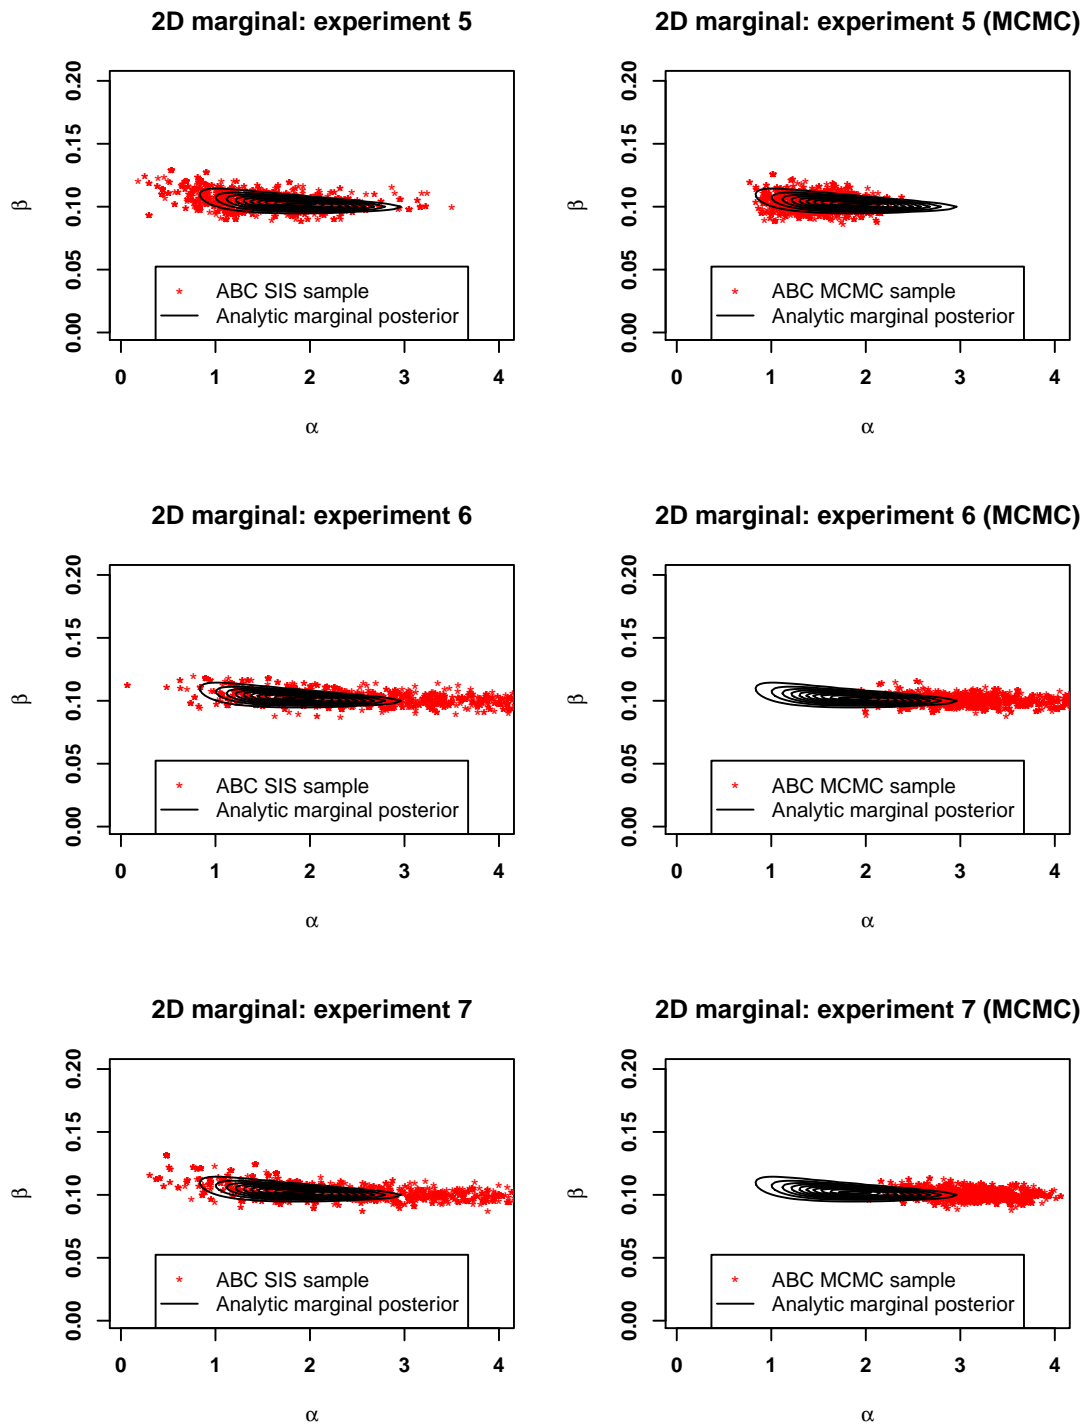 2D marginal: experiment 5
β
0.20
0.15
0.10
0.05
0.00
ABC SIS sample
Analytic marginal posterior
0 1 2 3 4
α
2D marginal: experiment 5 (MCMC)
β
0.20
0.15
0.10
0.05
0.00
ABC MCMC sample
Analytic marginal posterior
0 1 2 3 4
α
2D marginal: experiment 6
β
0.20
0.15
0.10
0.05
0.00
ABC SIS sample
Analytic marginal posterior
0 1 2 3 4
α
2D marginal: experiment 6 (MCMC)
β
0.20
0.15
0.10
0.05
0.00
ABC MCMC sample
Analytic marginal posterior
0 1 2 3 4
α
2D marginal: experiment 7
β
0.20
0.15
0.10
0.05
0.00
ABC SIS sample
Analytic marginal posterior
0 1 2 3 4
α
2D marginal: experiment 7 (MCMC)
β
0.20
0.15
0.10
0.05
0.00
ABC MCMC sample
Analytic marginal posterior
0 1 2 3 4
α